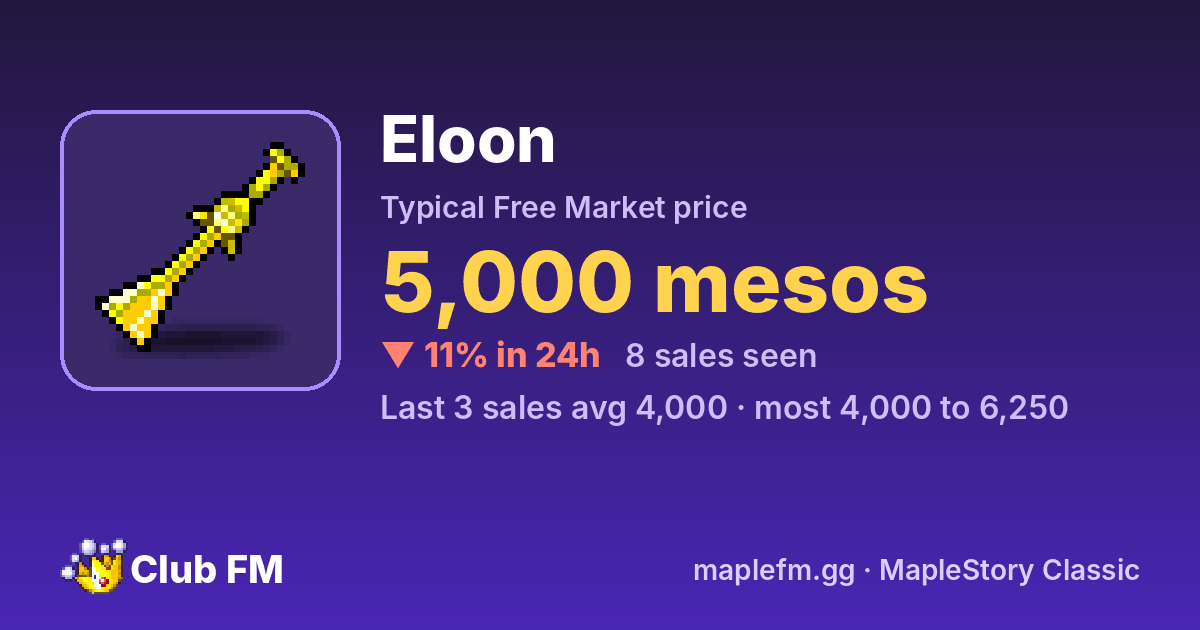 Eloon
Typical Free Market price
5,000 mesos
▼ 11% in 24h 8 sales seen
Last 3 sales avg 4,000 · most 4,000 to 6,250
Club FM
maplefm.gg · MapleStory Classic